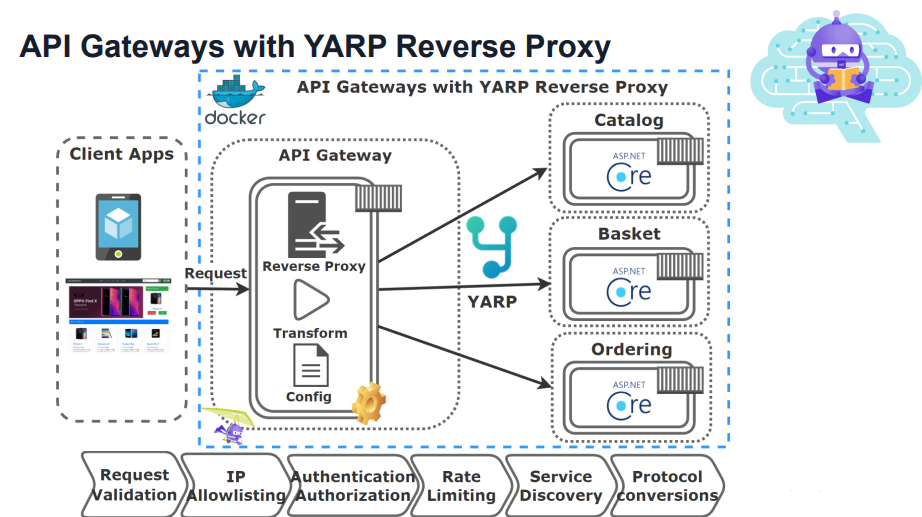 API Gateways with YARP Reverse Proxy
API Gateways with YARP Reverse Proxy
docker
Client Apps
API Gateway
Request
Reverse Proxy
Transform
Config
YARP
Catalog
ASP.NET
Core
Basket
ASP.NET
Core
Ordering
ASP.NET
Core
OPPO Find X
Request
Validation
IP
Allowlisting
Authentication
Authorization
Rate
Limiting
Service
Discovery
Protocol
conversions